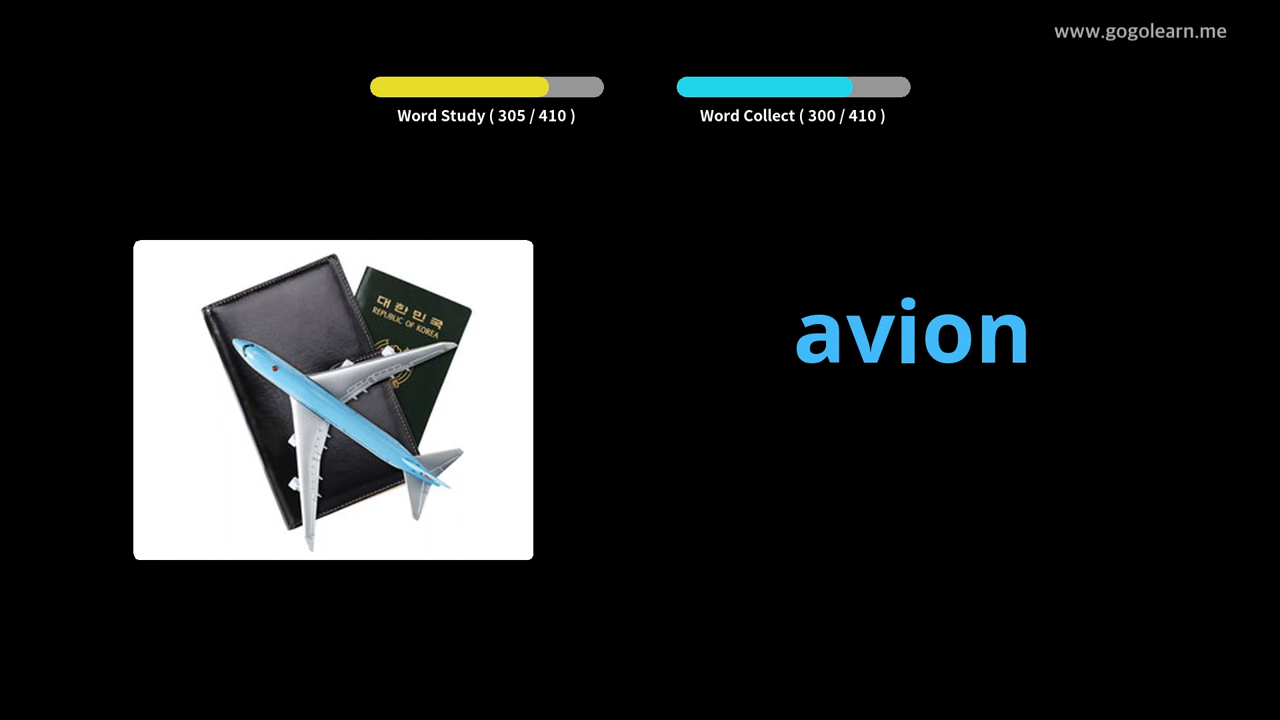 www.gogolearn.me
Word Study ( 305 / 410 )
Word Collect ( 300 / 410 )
대한민국
REPUBLIC OF KOREA
avion